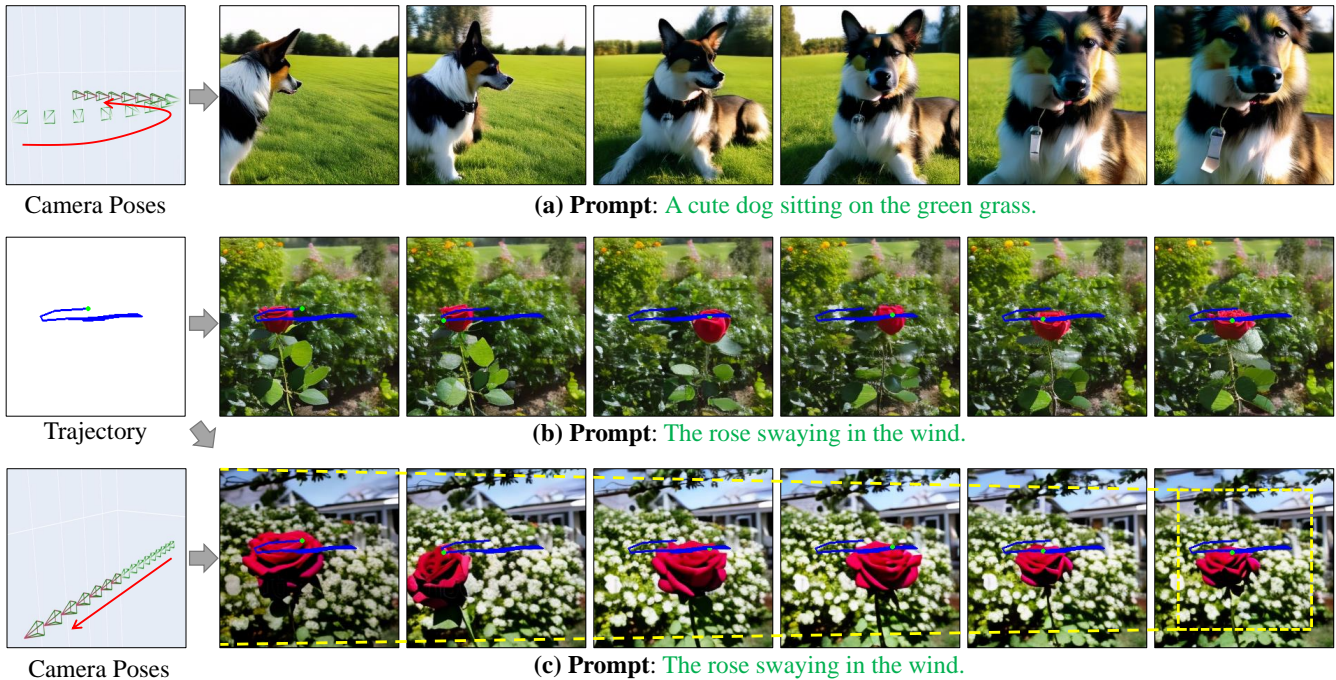 Camera Poses
(a) Prompt: A cute dog sitting on the green grass.
Trajectory
(b) Prompt: The rose swaying in the wind.
Camera Poses
(c) Prompt: The rose swaying in the wind.